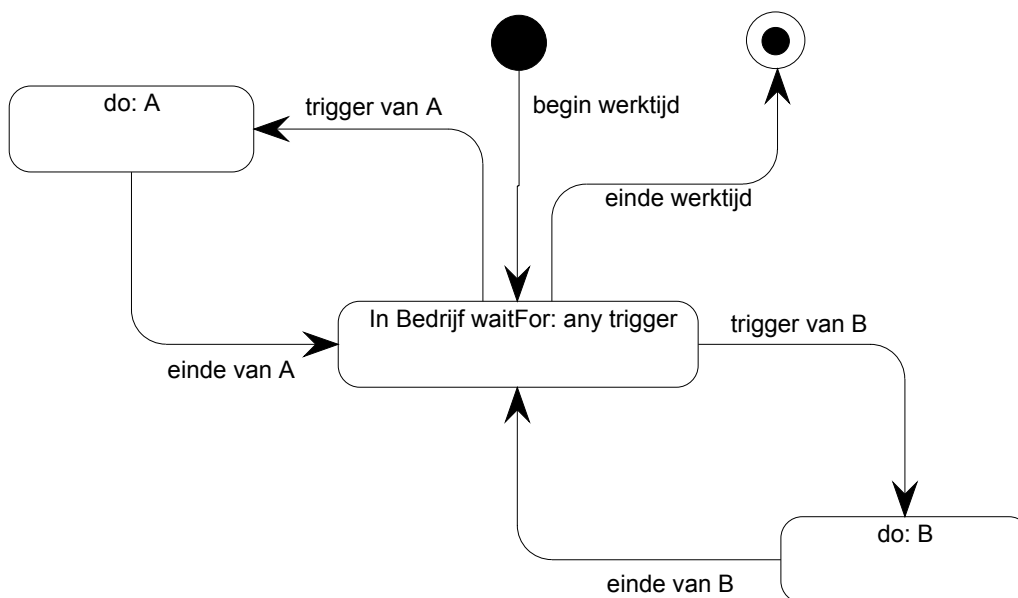 do: A
trigger van A
begin werktijd
einde werktijd
In Bedrijf waitFor: any trigger
trigger van B
einde van A
do: B
einde van B